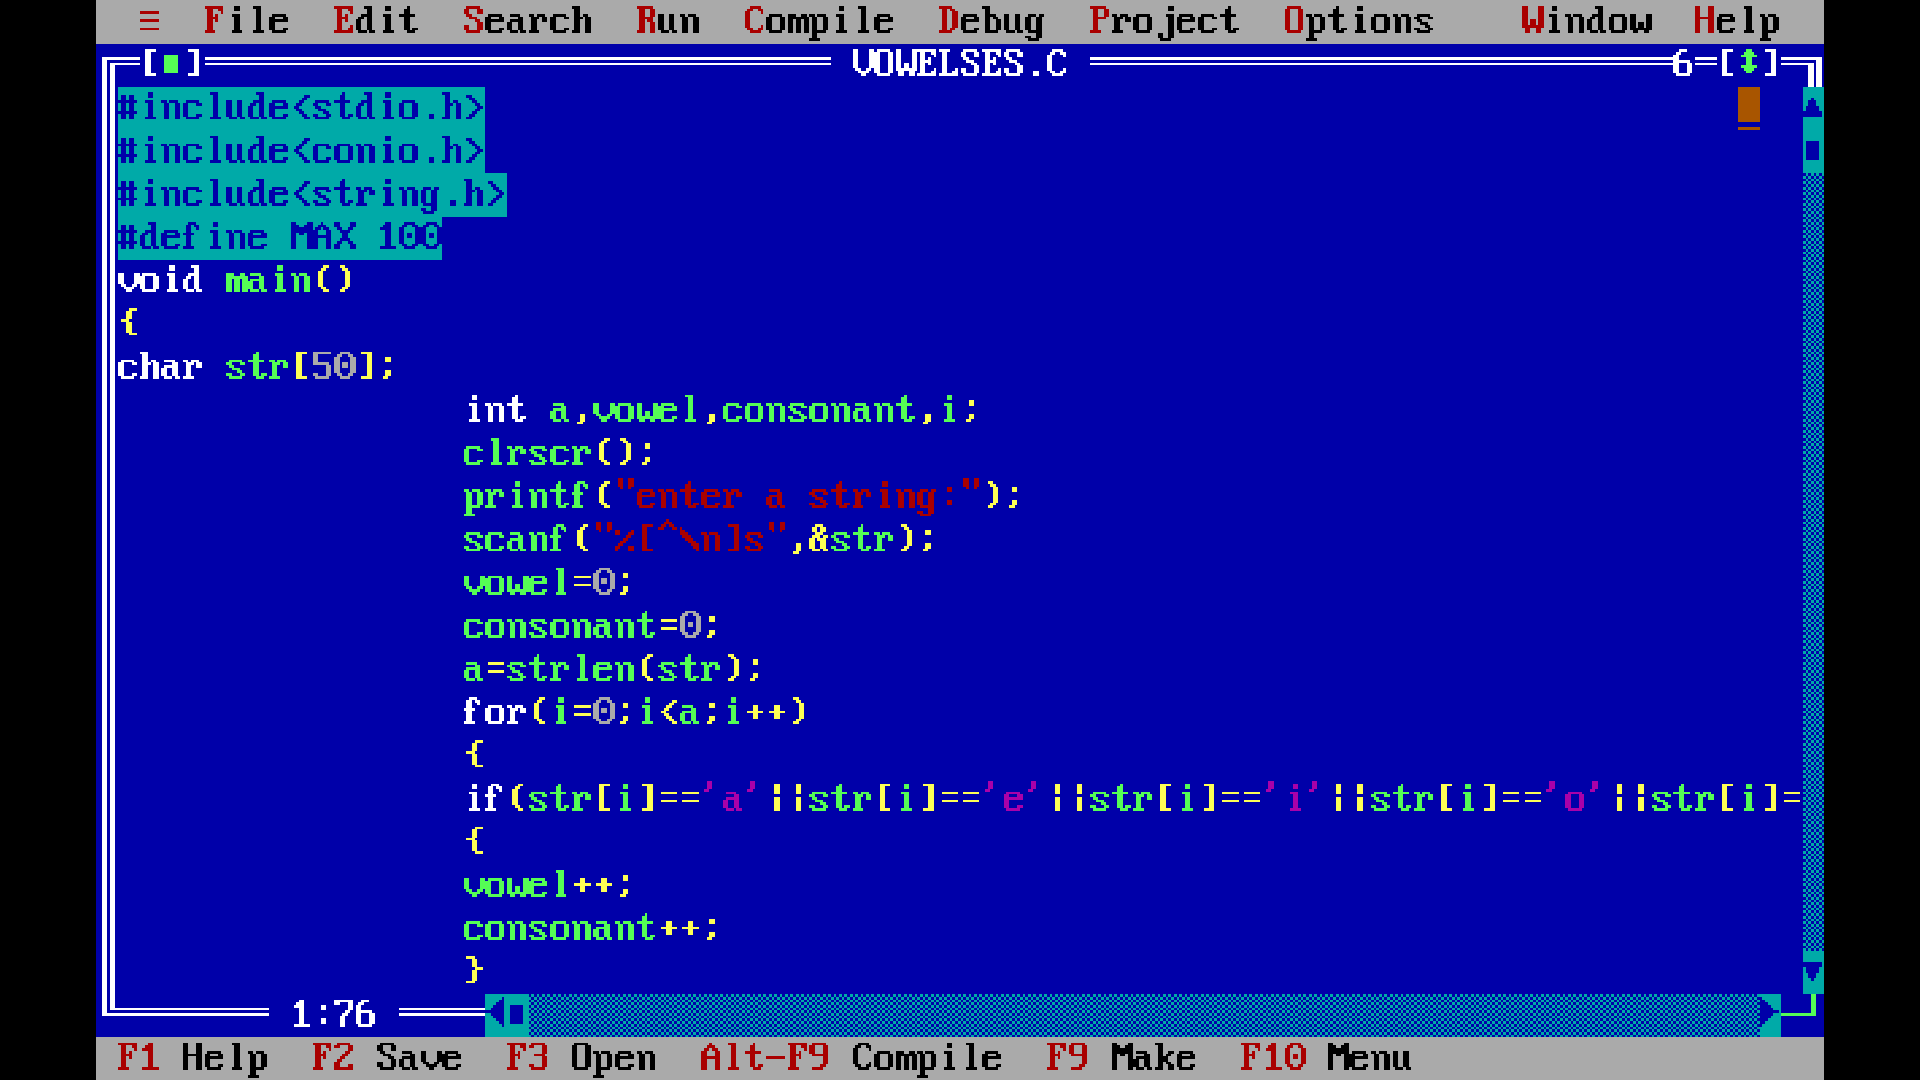 ≡ File Edit Search Run Compile Debug Project Options Window Help
[■] VOWELSES.C 6=[↕]
#include<stdio.h>
#include<conio.h>
#include<string.h>
#define MAX 100
void main()
{
char str[50];
int a,vowel,consonant,i;
clrscr();
printf("enter a string:");
scanf("%[^\n]s",&str);
vowel=0;
consonant=0;
a=strlen(str);
for(i=0;i<a;i++)
{
if(str[i]=='a'||str[i]=='e'||str[i]=='i'||str[i]=='o'||str[i]=
{
vowel++;
consonant++;
}
1:76
F1 Help F2 Save F3 Open Alt-F9 Compile F9 Make F10 Menu